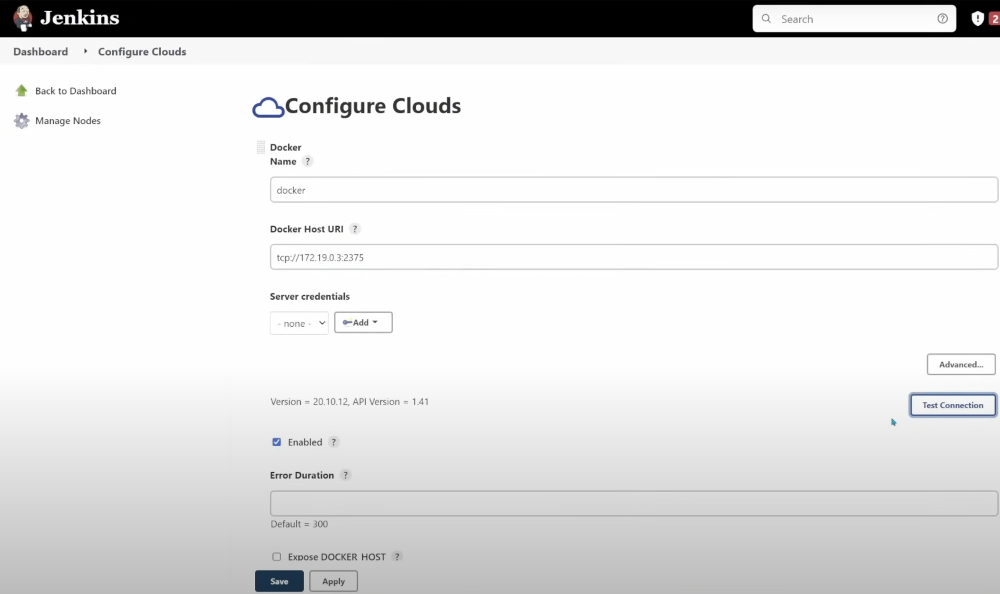 Jenkins
Search
2
Dashboard
Configure Clouds
Back to Dashboard
Manage Nodes
Configure Clouds
Docker
Name ?
docker
Docker Host URI ?
tcp://172.19.0.3:2375
Server credentials
- none -
Add
Advanced...
Version = 20.10.12, API Version = 1.41
Test Connection
Enabled ?
Error Duration ?
Default = 300
Expose DOCKER_HOST ?
Save
Apply